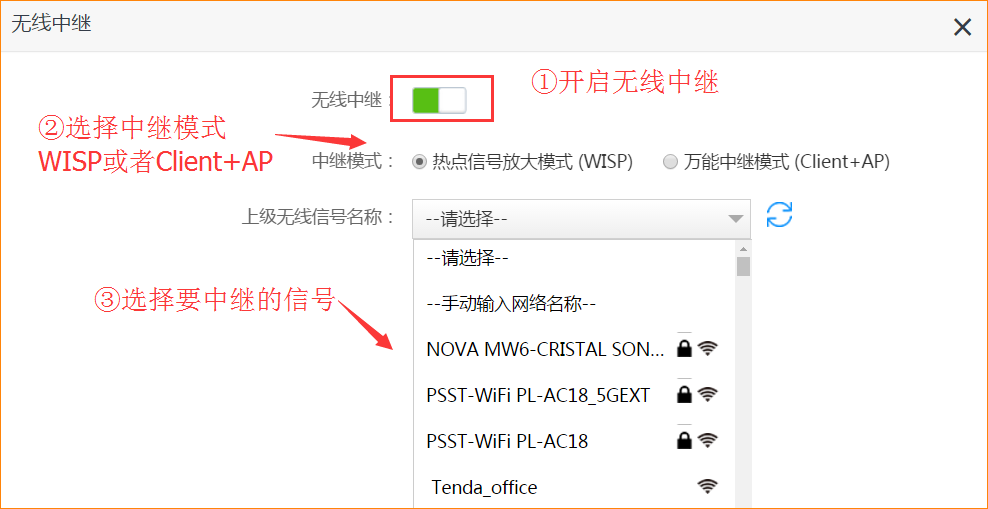 无线中继
无线中继：
①开启无线中继
②选择中继模式
WISP或者Client+AP
中继模式： 热点信号放大模式 (WISP) 万能中继模式 (Client+AP)
上级无线信号名称： --请选择--
--请选择--
--手动输入网络名称--
③选择要中继的信号
NOVA MW6-CRISTAL SON...
PSST-WiFi PL-AC18_5GEXT
PSST-WiFi PL-AC18
Tenda_office